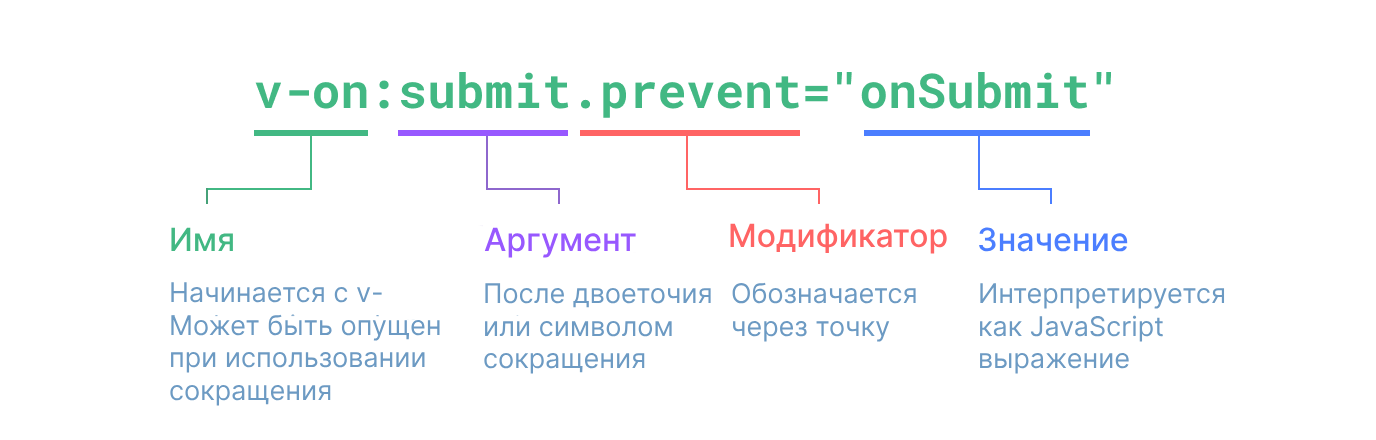 v-on:submit.prevent="onSubmit"
Имя
Начинается с v-
Может быть опущен
при использовании
сокращения
Аргумент
После двоеточия
или символом
сокращения
Модификатор
Обозначается
через точку
Значение
Интерпретируется
как JavaScript
выражение